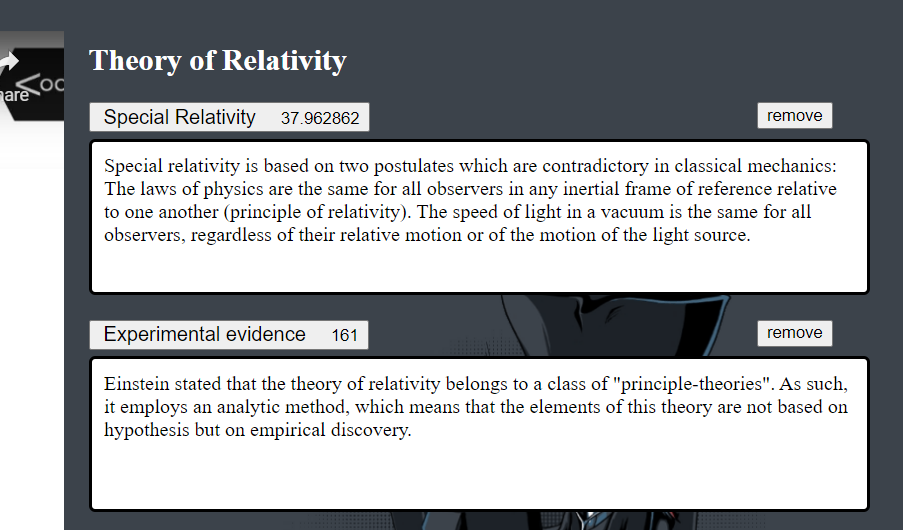 Theory of Relativity
Special Relativity 37.962862
remove
Special relativity is based on two postulates which are contradictory in classical mechanics:
The laws of physics are the same for all observers in any inertial frame of reference relative
to one another (principle of relativity). The speed of light in a vacuum is the same for all
observers, regardless of their relative motion or of the motion of the light source.
Experimental evidence 161
remove
Einstein stated that the theory of relativity belongs to a class of "principle-theories". As such,
it employs an analytic method, which means that the elements of this theory are not based on
hypothesis but on empirical discovery.